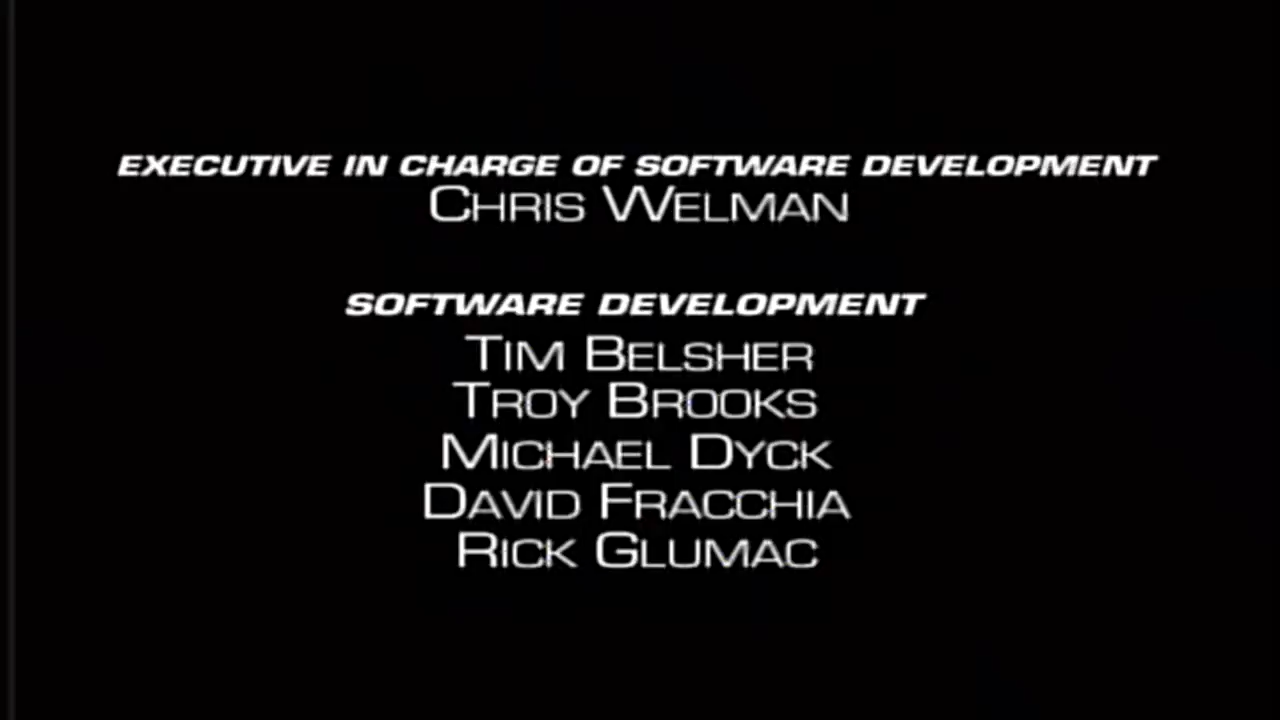 EXECUTIVE IN CHARGE OF SOFTWARE DEVELOPMENT
CHRIS WELMAN
SOFTWARE DEVELOPMENT
TIM BELSHER
TROY BROOKS
MICHAEL DYCK
DAVID FRACCHIA
RICK GLUMAC